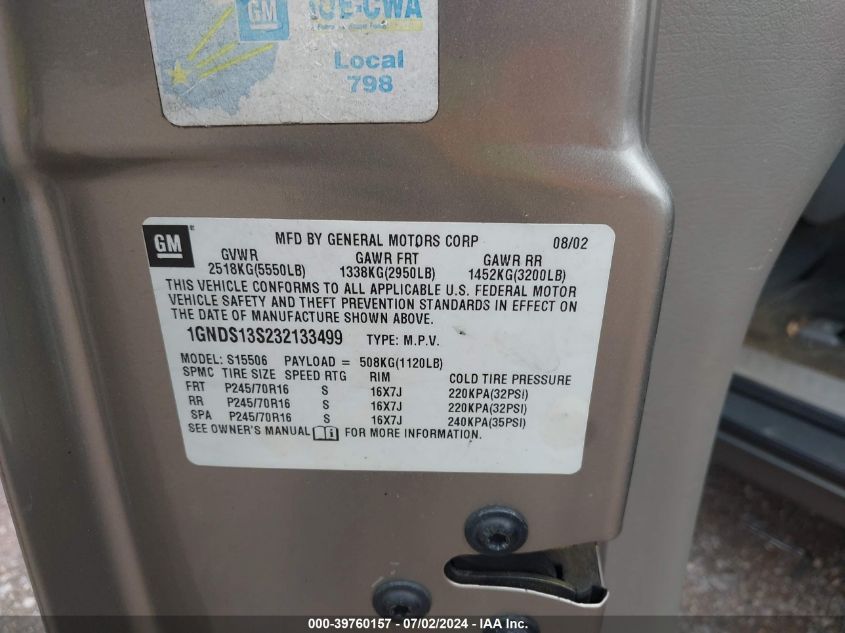 GM
IUE-CWA
Local
798
GM
MFD BY GENERAL MOTORS CORP 08/02
GVWR GAWR FRT GAWR RR
2518KG(5550LB) 1338KG(2950LB) 1452KG(3200LB)
THIS VEHICLE CONFORMS TO ALL APPLICABLE U.S. FEDERAL MOTOR
VEHICLE SAFETY AND THEFT PREVENTION STANDARDS IN EFFECT ON
THE DATE OF MANUFACTURE SHOWN ABOVE.
1GNDS13S232133499 TYPE: M.P.V.
MODEL: S15506 PAYLOAD = 508KG(1120LB)
SPMC TIRE SIZE SPEED RTG RIM COLD TIRE PRESSURE
FRT P245/70R16 S 16X7J 220KPA(32PSI)
RR P245/70R16 S 16X7J 220KPA(32PSI)
SPA P245/70R16 S 16X7J 240KPA(35PSI)
SEE OWNER'S MANUAL FOR MORE INFORMATION.
000-39760157 - 07/02/2024 - IAA Inc.